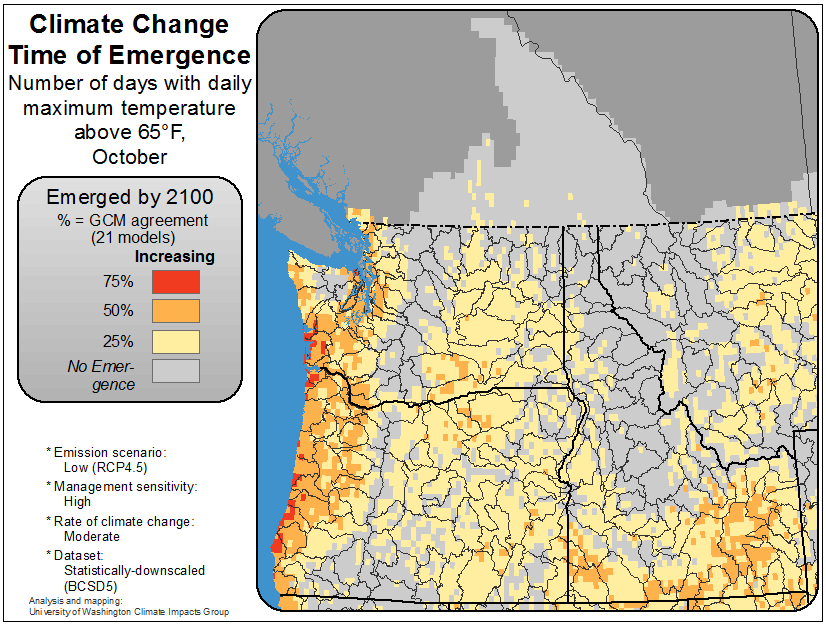 Climate Change
Time of Emergence
Number of days with daily
maximum temperature
above 65°F,
October
Emerged by 2100
% = GCM agreement
(21 models)
Increasing
75%
50%
25%
No Emer-
gence
* Emission scenario:
Low (RCP4.5)
* Management sensitivity:
High
* Rate of climate change:
Moderate
* Dataset:
Statistically-downscaled
(BCSD5)
Analysis and mapping:
University of Washington Climate Impacts Group